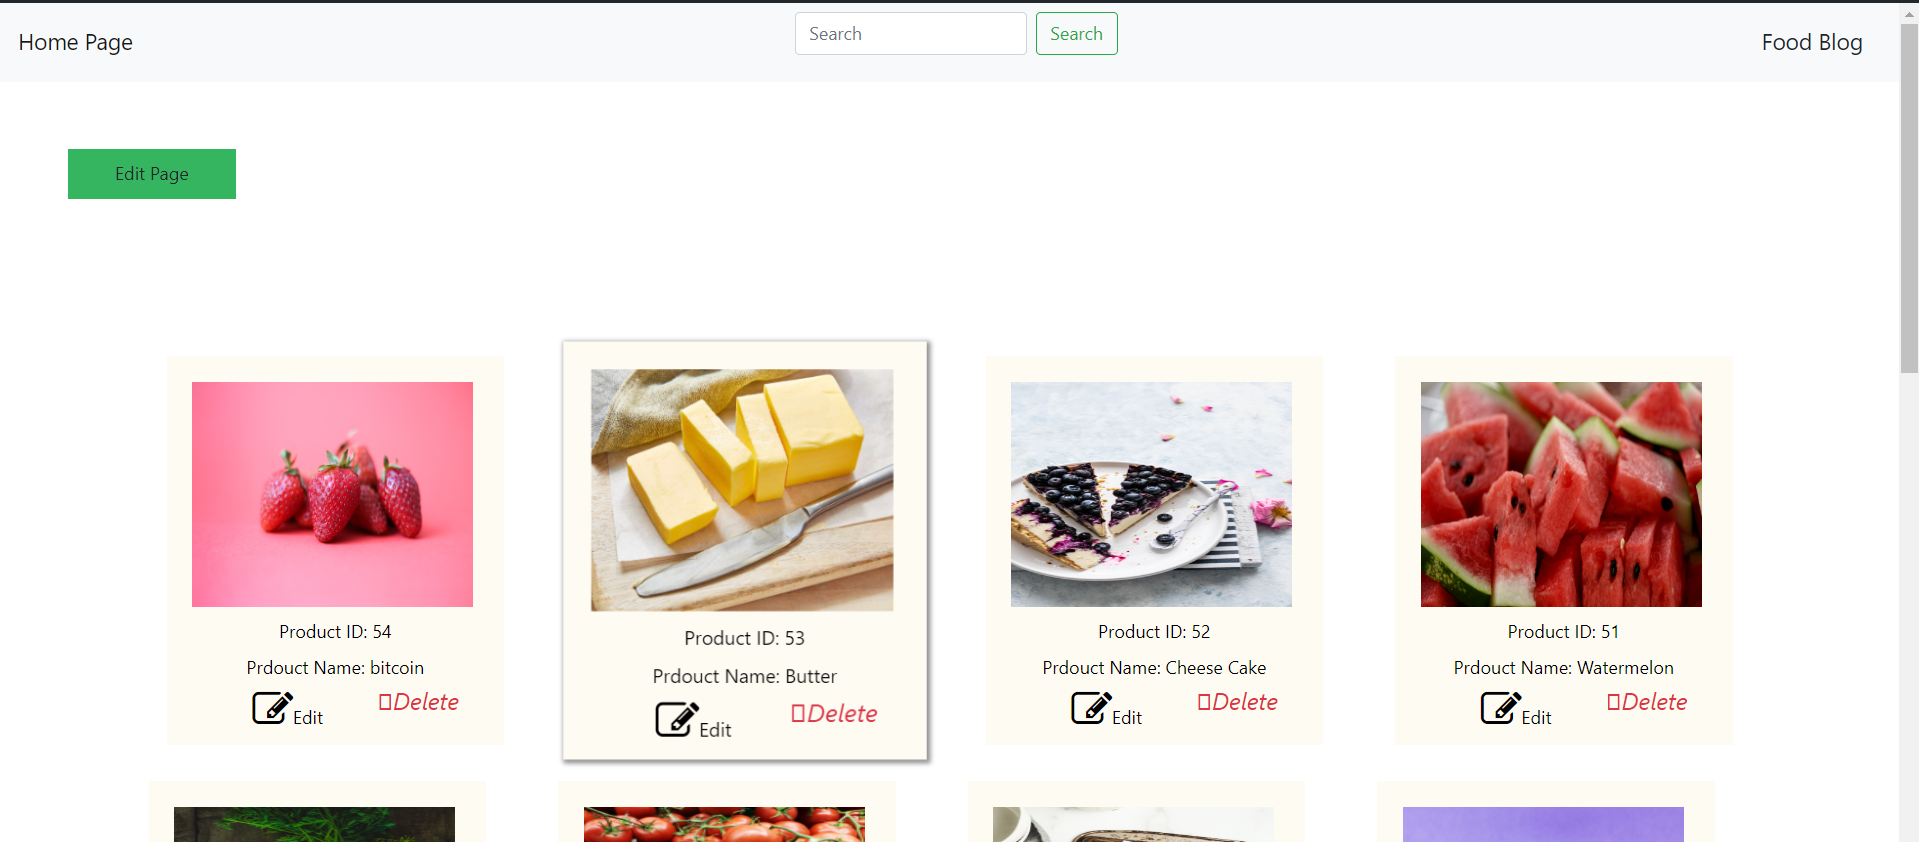 Home Page
Search
Search
Food Blog
Edit Page
Product ID: 54
Prdouct Name: bitcoin
Edit
Delete
Product ID: 53
Prdouct Name: Butter
Edit
Delete
Product ID: 52
Prdouct Name: Cheese Cake
Edit
Delete
Product ID: 51
Prdouct Name: Watermelon
Edit
Delete